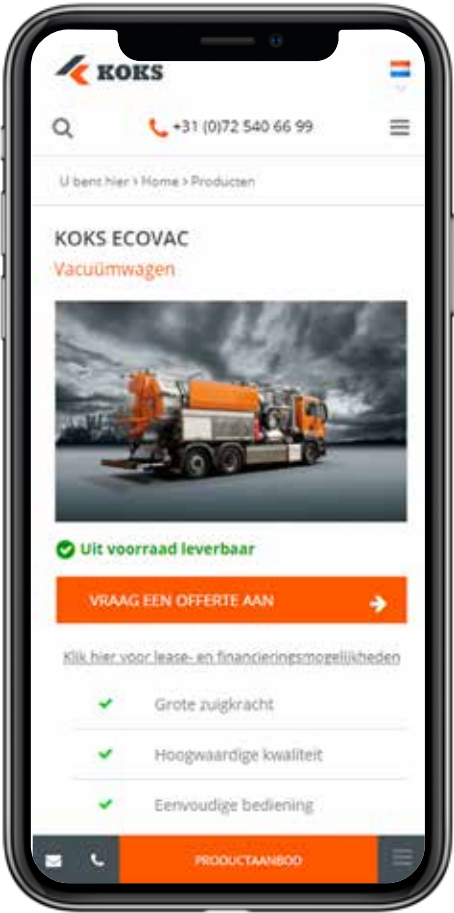 KOKS
+31 (0)72 540 66 99
U bent hier > Home > Producten
KOKS ECOVAC
Vacuümwagen
Uit voorraad leverbaar
VRAAG EEN OFFERTE AAN
Klik hier voor lease- en financieringsmogelijkheden
Grote zuigkracht
Hoogwaardige kwaliteit
Eenvoudige bediening
PRODUCTAANBOD